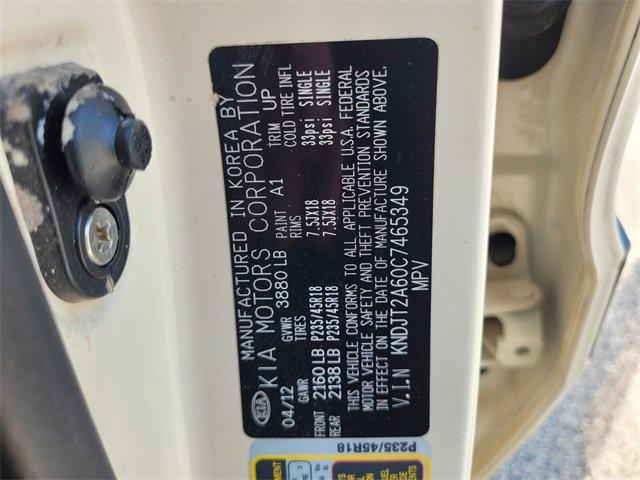 MANUFACTURED IN KOREA BY
KIA KIA MOTORS CORPORATION
04/12 GVWR 3880 LB PAINT A1 TRIM UP
GAWR TIRES RIMS COLD TIRE INFL
FRONT 2160 LB P235/45R18 7.5JX18 33psi SINGLE
REAR 2138 LB P235/45R18 7.5JX18 33psi SINGLE
THIS VEHICLE CONFORMS TO ALL APPLICABLE U.S.A. FEDERAL
MOTOR VEHICLE SAFETY AND THEFT PREVENTION STANDARDS
IN EFFECT ON THE DATE OF MANUFACTURE SHOWN ABOVE.
V.I.N KNDJT2A60C7465349
MPV
P235/45R18